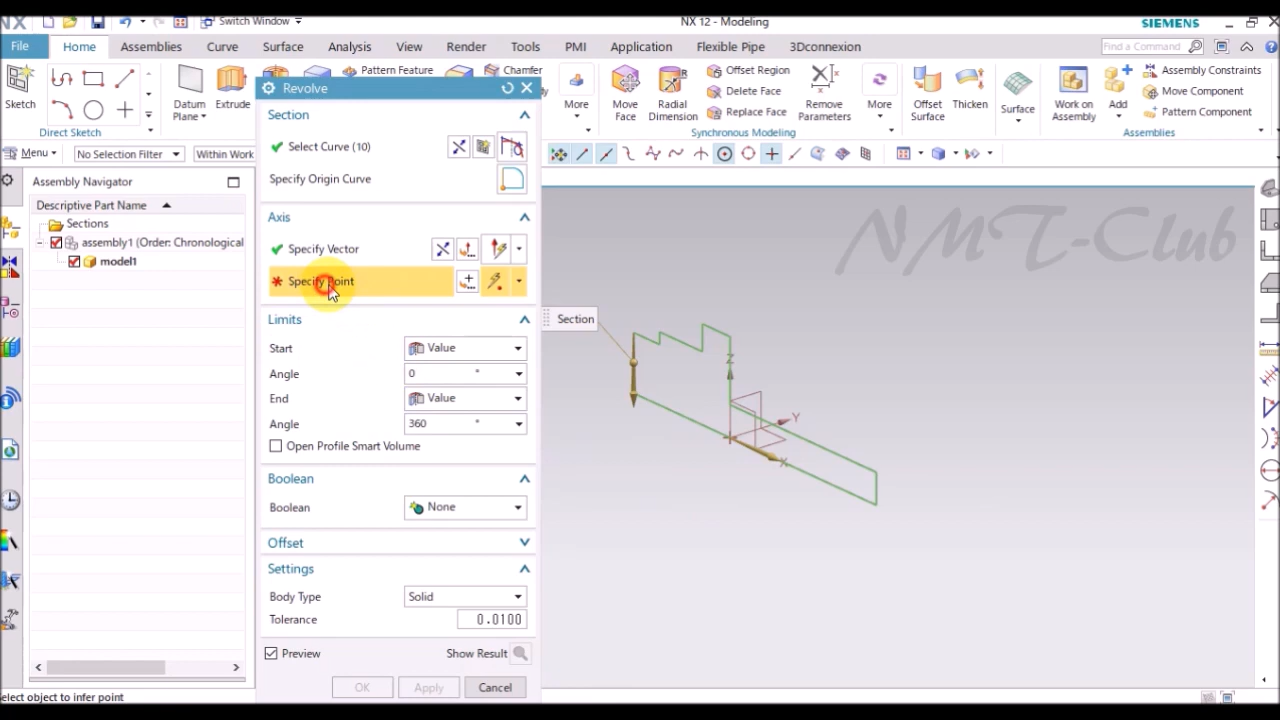 NX
Switch Window
NX 12 - Modeling
SIEMENS
File
Home
Assemblies
Curve
Surface
Analysis
View
Render
Tools
PMI
Application
Flexible Pipe
3Dconnexion
Find a Command
Sketch
Direct Sketch
Datum
Plane
Extrude
Pattern Feature
Chamfer
More
Move
Face
Radial
Dimension
Offset Region
Delete Face
Replace Face
Remove
Parameters
More
Synchronous Modeling
Offset
Surface
Thicken
Surface
Work on
Assembly
Add
Assembly Constraints
Move Component
Pattern Component
Assemblies
Menu
No Selection Filter
Within Work
Assembly Navigator
Descriptive Part Name
Sections
assembly1 (Order: Chronological
model1
Revolve
Section
Select Curve (10)
Specify Origin Curve
Axis
Specify Vector
Specify Point
Limits
Start
Value
Angle
0 °
End
Value
Angle
360 °
Open Profile Smart Volume
Boolean
Boolean
None
Offset
Settings
Body Type
Solid
Tolerance
0.0100
Preview
Show Result
OK
Apply
Cancel
Section
Z
Y
X
NMT-Club
elect object to infer point